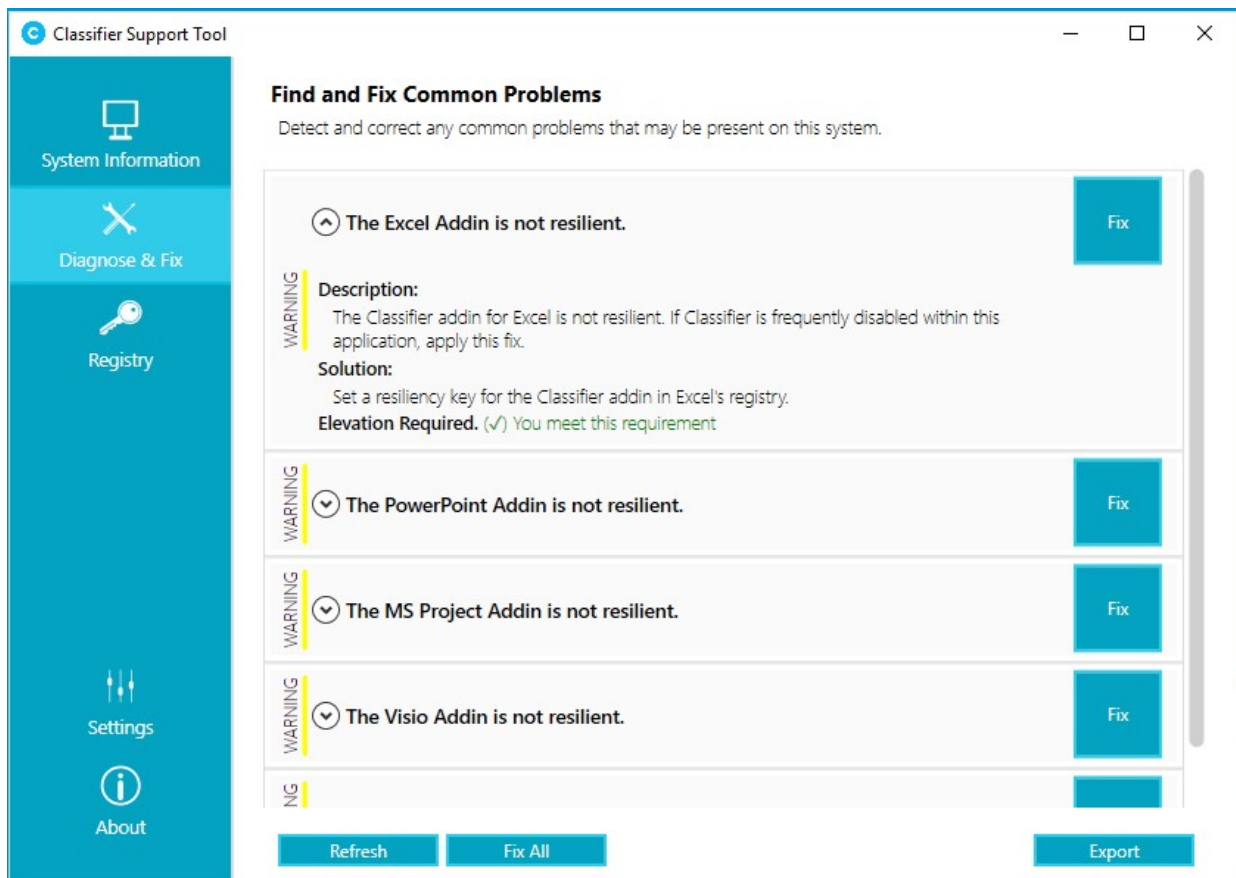 Classifier Support Tool
System Information
Diagnose & Fix
Registry
Settings
About
Find and Fix Common Problems
Detect and correct any common problems that may be present on this system.
WARNING
The Excel Addin is not resilient.
Fix
Description:
The Classifier addin for Excel is not resilient. If Classifier is frequently disabled within this
application, apply this fix.
Solution:
Set a resiliency key for the Classifier addin in Excel's registry.
Elevation Required. (✓) You meet this requirement
WARNING
The PowerPoint Addin is not resilient.
Fix
WARNING
The MS Project Addin is not resilient.
Fix
WARNING
The Visio Addin is not resilient.
Fix
Refresh
Fix All
Export